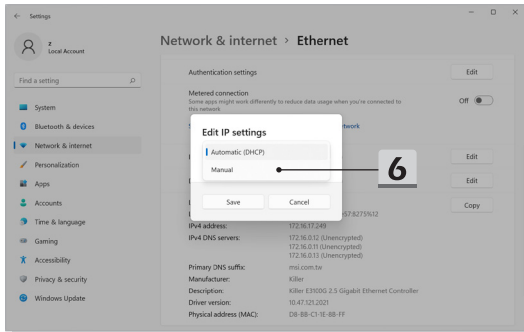 Settings
z
Local Account
Find a setting
System
Bluetooth & devices
Network & internet
Personalization
Apps
Accounts
Time & language
Gaming
Accessibility
Privacy & security
Windows Update
Network & internet > Ethernet
Authentication settings
Edit
Metered connection
Some apps might work differently to reduce data usage when you're connected to
this network
Off
Edit IP settings
Automatic (DHCP)
Manual
6
Save
Cancel
Edit
Edit
Copy
IPv4 address:
172.16.17.249
IPv4 DNS servers:
172.16.0.12 (Unencrypted)
172.16.0.11 (Unencrypted)
172.16.0.13 (Unencrypted)
Primary DNS suffix:
msi.com.tw
Manufacturer:
Killer
Description:
Killer E3100G 2.5 Gigabit Ethernet Controller
Driver version:
10.47.121.2021
Physical address (MAC):
D8-BB-C1-1E-8B-FF